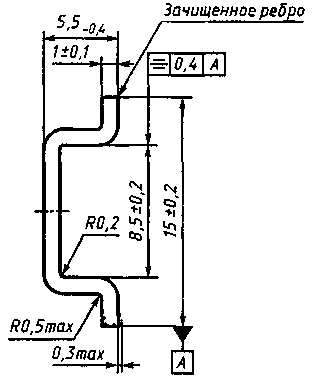 Зачищенное ребро
5,5-0,4
1±0,1
0,4 A
8,5±0,2
15±0,2
R0,2
R0,5max
0,3max
A